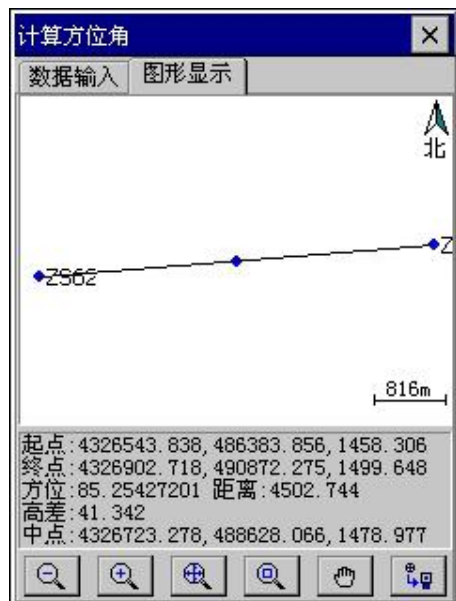 计算方位角
数据输入 图形显示
北
ZS62
Z
816m
起点:4326543.838,486383.856,1458.306
终点:4326902.718,490872.275,1499.648
方位:85.25427201 距离:4502.744
高差:41.342
中点:4326723.278,488628.066,1478.977